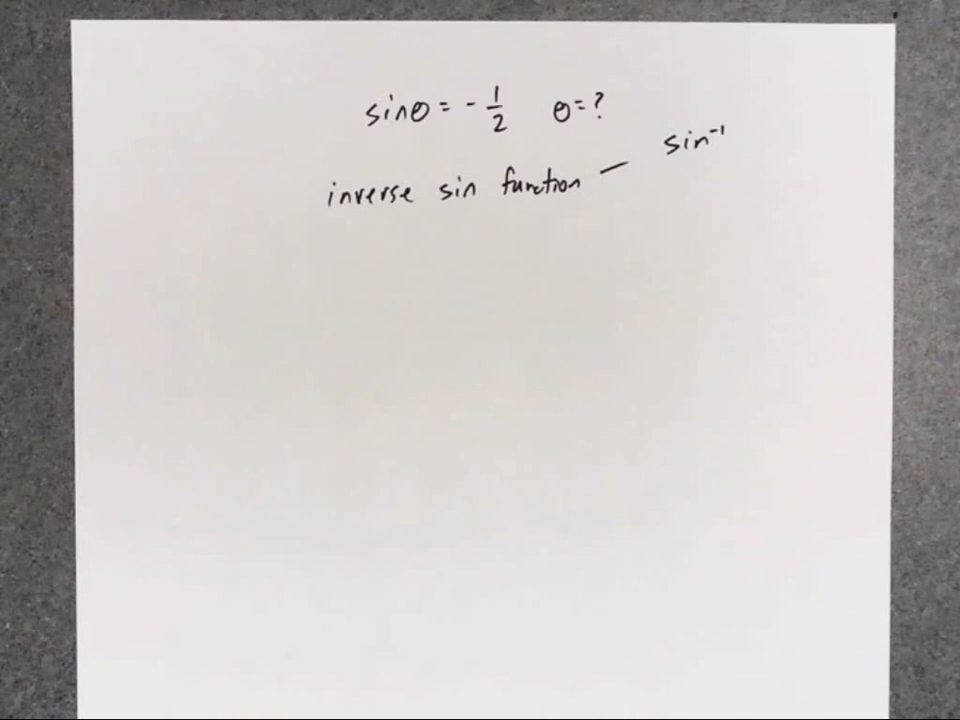 sinθ = - 1/2 θ = ?
inverse sin function — sin⁻¹